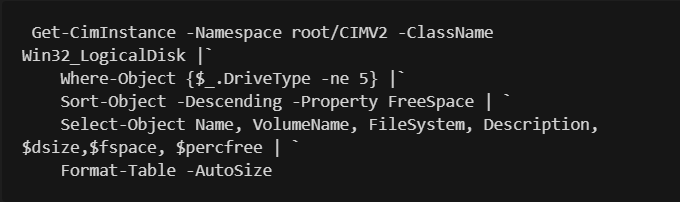 Get-CimInstance -Namespace root/CIMV2 -ClassName
Win32_LogicalDisk |`
Where-Object {$_.DriveType -ne 5} |`
Sort-Object -Descending -Property FreeSpace | `
Select-Object Name, VolumeName, FileSystem, Description,
$dsize,$fspace, $percfree | `
Format-Table -AutoSize